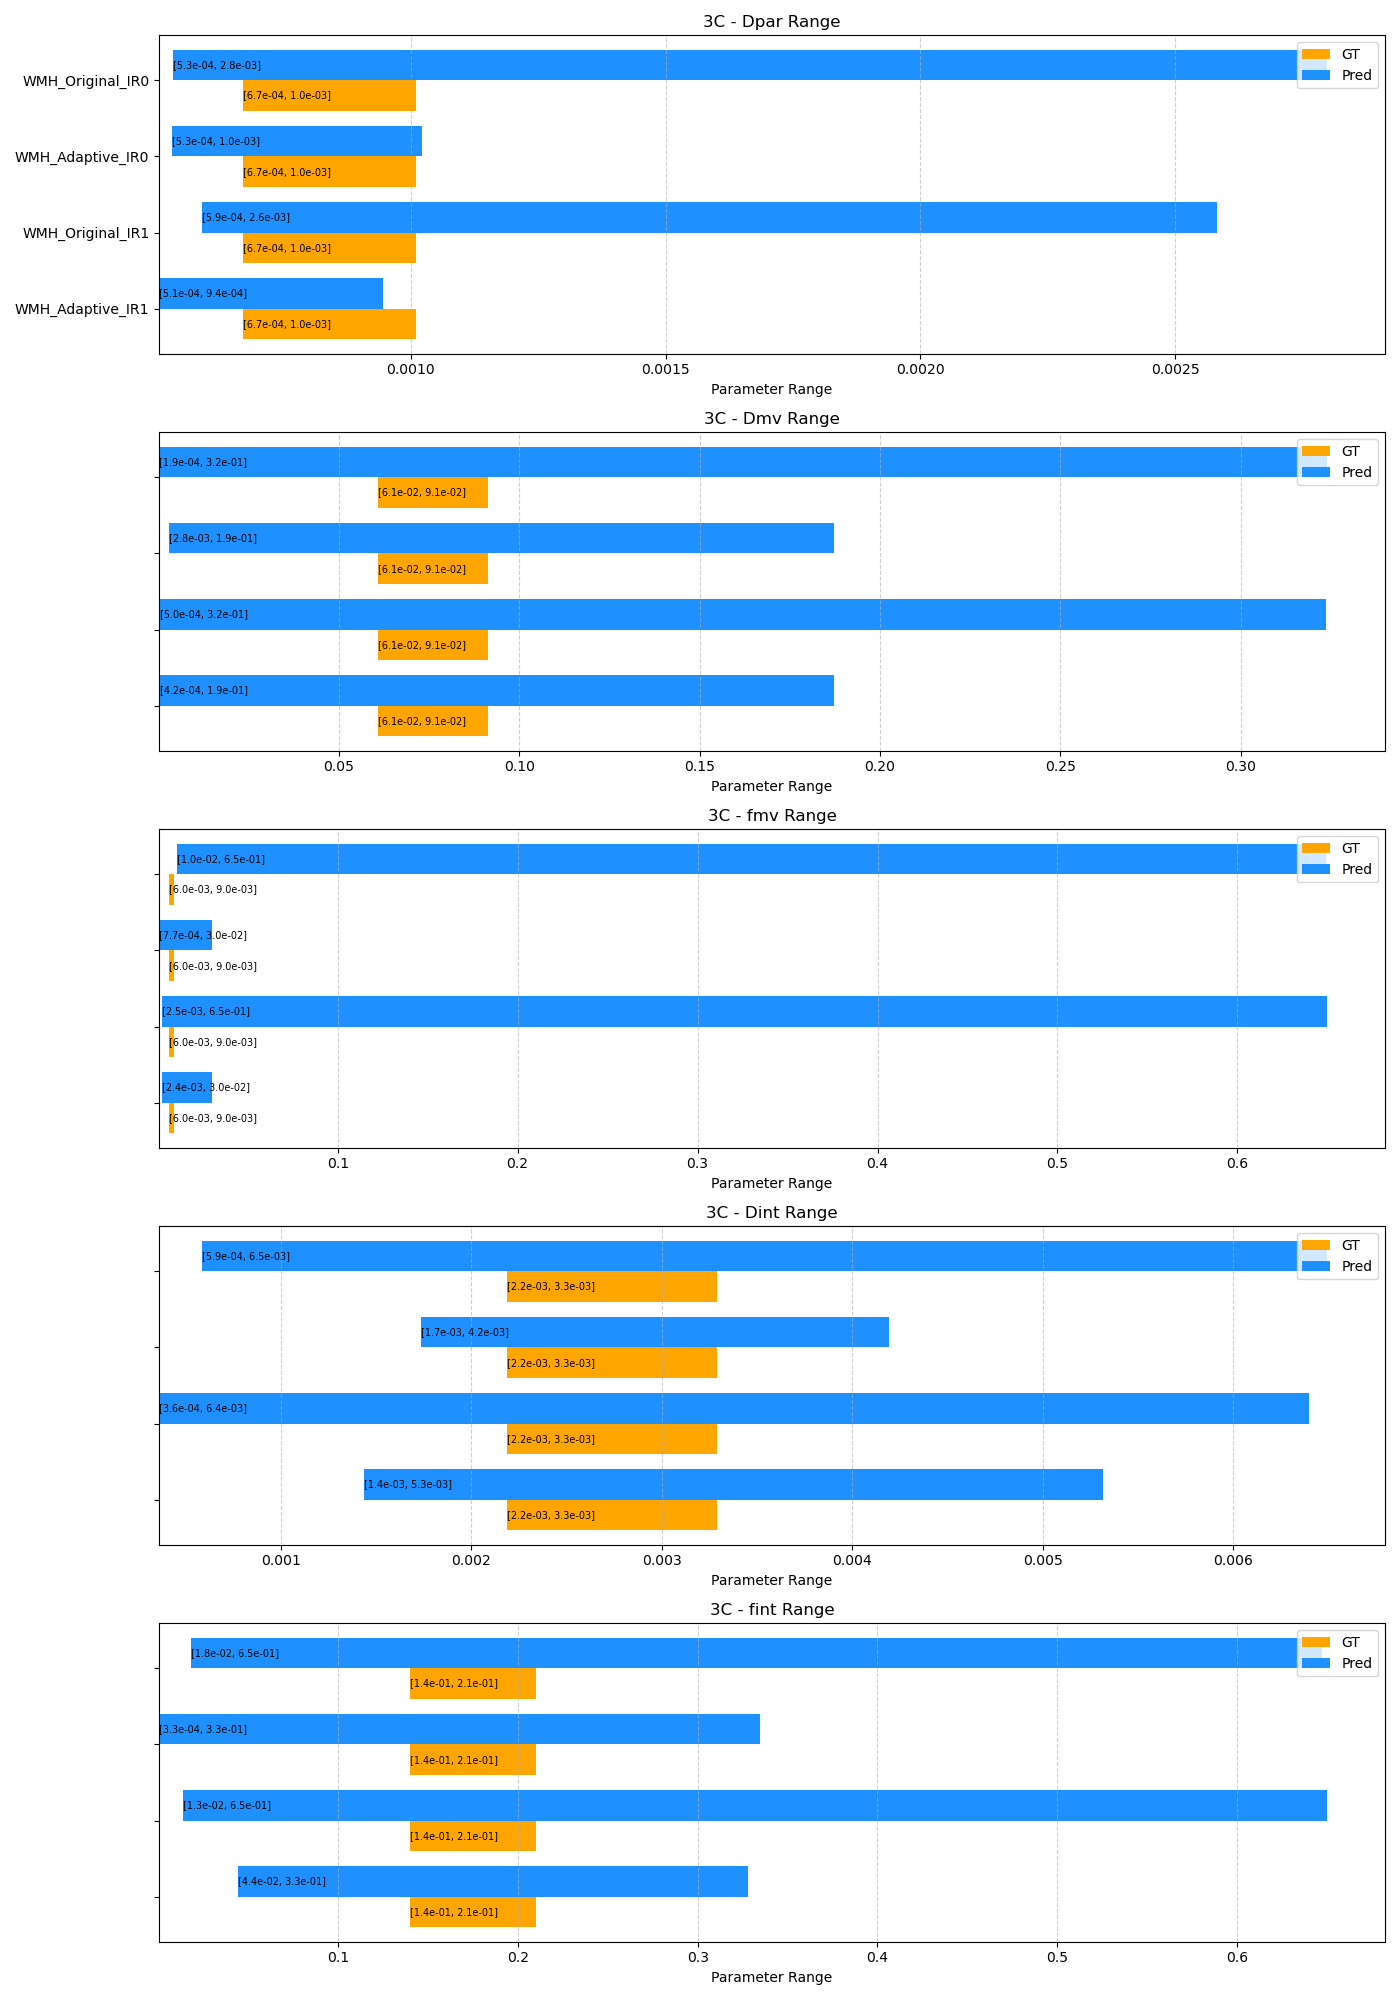 3C - Dpar Range
GT
Pred
WMH_Original_IR0
[5.3e-04, 2.8e-03]
[6.7e-04, 1.0e-03]
WMH_Adaptive_IR0
[5.3e-04, 1.0e-03]
[6.7e-04, 1.0e-03]
WMH_Original_IR1
[5.9e-04, 2.6e-03]
[6.7e-04, 1.0e-03]
WMH_Adaptive_IR1
[5.1e-04, 9.4e-04]
[6.7e-04, 1.0e-03]
0.0010 0.0015 0.0020 0.0025
Parameter Range
3C - Dmv Range
GT
Pred
[1.9e-04, 3.2e-01]
[6.1e-02, 9.1e-02]
[2.8e-03, 1.9e-01]
[6.1e-02, 9.1e-02]
[5.0e-04, 3.2e-01]
[6.1e-02, 9.1e-02]
[4.2e-04, 1.9e-01]
[6.1e-02, 9.1e-02]
0.05 0.10 0.15 0.20 0.25 0.30
Parameter Range
3C - fmv Range
GT
Pred
[1.0e-02, 6.5e-01]
[6.0e-03, 9.0e-03]
[7.7e-04, 3.0e-02]
[6.0e-03, 9.0e-03]
[2.5e-03, 6.5e-01]
[6.0e-03, 9.0e-03]
[2.4e-03, 3.0e-02]
[6.0e-03, 9.0e-03]
0.1 0.2 0.3 0.4 0.5 0.6
Parameter Range
3C - Dint Range
GT
Pred
[5.9e-04, 6.5e-03]
[2.2e-03, 3.3e-03]
[1.7e-03, 4.2e-03]
[2.2e-03, 3.3e-03]
[3.6e-04, 6.4e-03]
[2.2e-03, 3.3e-03]
[1.4e-03, 5.3e-03]
[2.2e-03, 3.3e-03]
0.001 0.002 0.003 0.004 0.005 0.006
Parameter Range
3C - fint Range
GT
Pred
[1.8e-02, 6.5e-01]
[1.4e-01, 2.1e-01]
[3.3e-04, 3.3e-01]
[1.4e-01, 2.1e-01]
[1.3e-02, 6.5e-01]
[1.4e-01, 2.1e-01]
[4.4e-02, 3.3e-01]
[1.4e-01, 2.1e-01]
0.1 0.2 0.3 0.4 0.5 0.6
Parameter Range